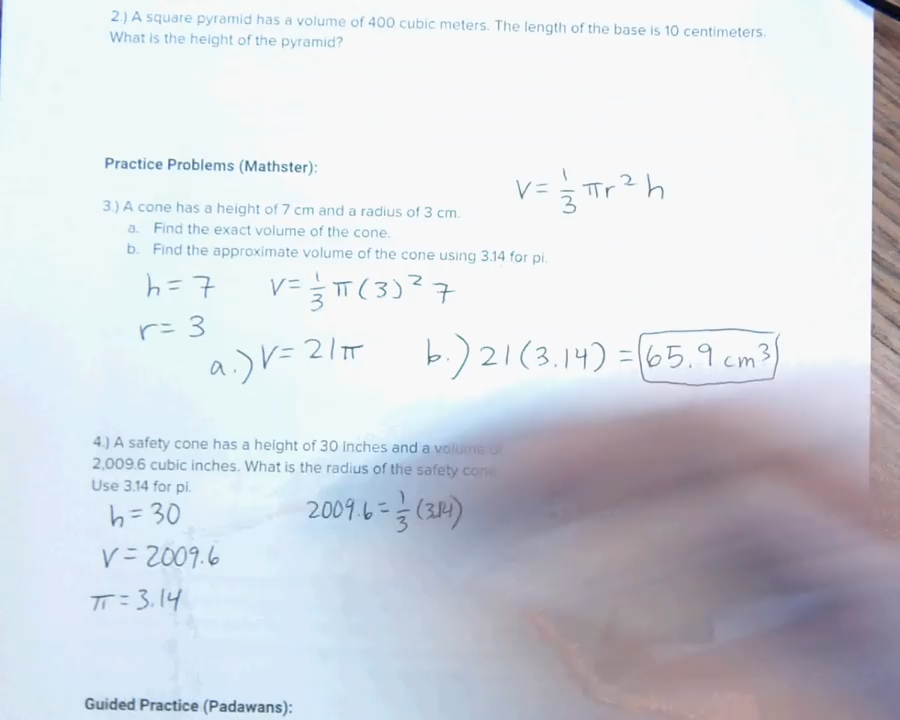 2.) A square pyramid has a volume of 400 cubic meters. The length of the base is 10 centimeters.
What is the height of the pyramid?
Practice Problems (Mathster):
V = 1/3 πr² h
3.) A cone has a height of 7 cm and a radius of 3 cm.
a. Find the exact volume of the cone.
b. Find the approximate volume of the cone using 3.14 for pi.
h = 7 V = 1/3 π (3)² 7
r = 3
a.) V = 21π b.) 21(3.14) = 65.9 cm³
4.) A safety cone has a height of 30 inches and a volume of
2,009.6 cubic inches. What is the radius of the safety cone
Use 3.14 for pi.
h = 30 2009.6 = 1/3 (3.14)
V = 2009.6
π = 3.14
Guided Practice (Padawans):